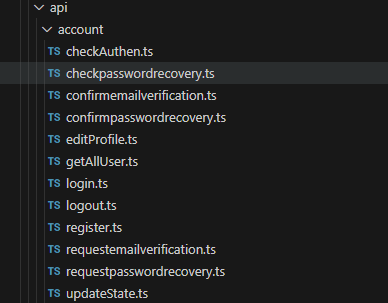 api
account
TS checkAuthen.ts
TS checkpasswordrecovery.ts
TS confirmemailverification.ts
TS confirmpasswordrecovery.ts
TS editProfile.ts
TS getAllUser.ts
TS login.ts
TS logout.ts
TS register.ts
TS requestemailverification.ts
TS requestpasswordrecovery.ts
TS updateState.ts